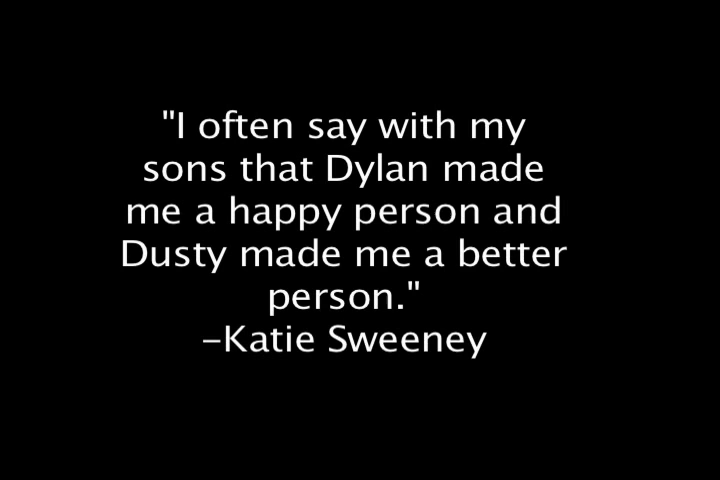 "I often say with my
sons that Dylan made
me a happy person and
Dusty made me a better
person."
–Katie Sweeney